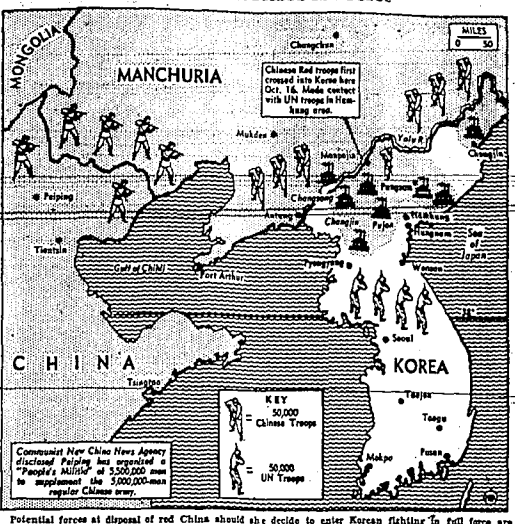 MILES
0 50
MONGOLIA
Changchun
MANCHURIA
Chinese Red troops first
crossed into Korea here
Oct. 16. Made contact
with UN troops in Ham-
hung area.
Mukden
Yalu R.
Manpojin
Chongjin
Peiping
Changsong
Pungson
Antung
Changjin
Pujon
Hamhung
Hungnam
Sea
of
Japan
Tientsin
Gulf of Chihli
Port Arthur
Pyongyang
Wonsan
38°
Seoul
CHINA
KOREA
Tsingtao
KEY
= 50,000
Chinese Troops
= 50,000
UN Troops
Taejon
Taegu
Mokpo
Pusan
Communist New China News Agency
disclosed Peiping has organized a
"People's Militia" of 5,500,000 men
to supplement the 5,000,000-man
regular Chinese army.
Potential forces at disposal of red China should she decide to enter Korean fighting in full force are